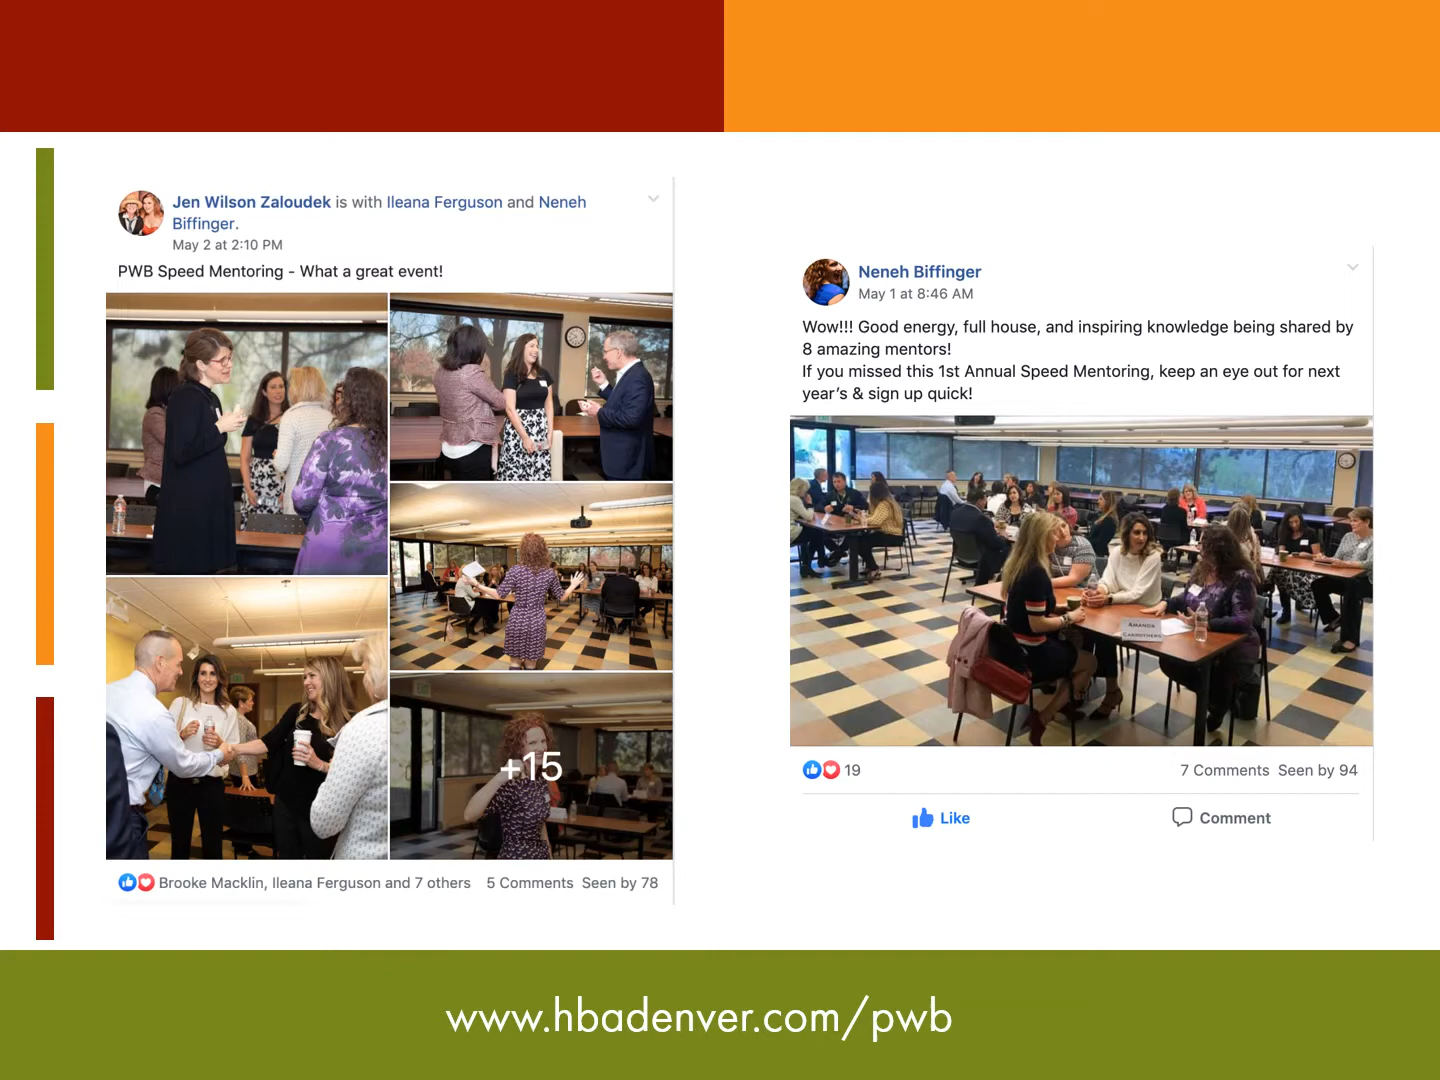 Jen Wilson Zaloudek is with Ileana Ferguson and Neneh
Biffinger.
May 2 at 2:10 PM
PWB Speed Mentoring - What a great event!
+15
Brooke Macklin, Ileana Ferguson and 7 others 5 Comments Seen by 78
Neneh Biffinger
May 1 at 8:46 AM
Wow!!! Good energy, full house, and inspiring knowledge being shared by
8 amazing mentors!
If you missed this 1st Annual Speed Mentoring, keep an eye out for next
year's & sign up quick!
Amanda
Carrothers
19 7 Comments Seen by 94
Like Comment
www.hbadenver.com/pwb